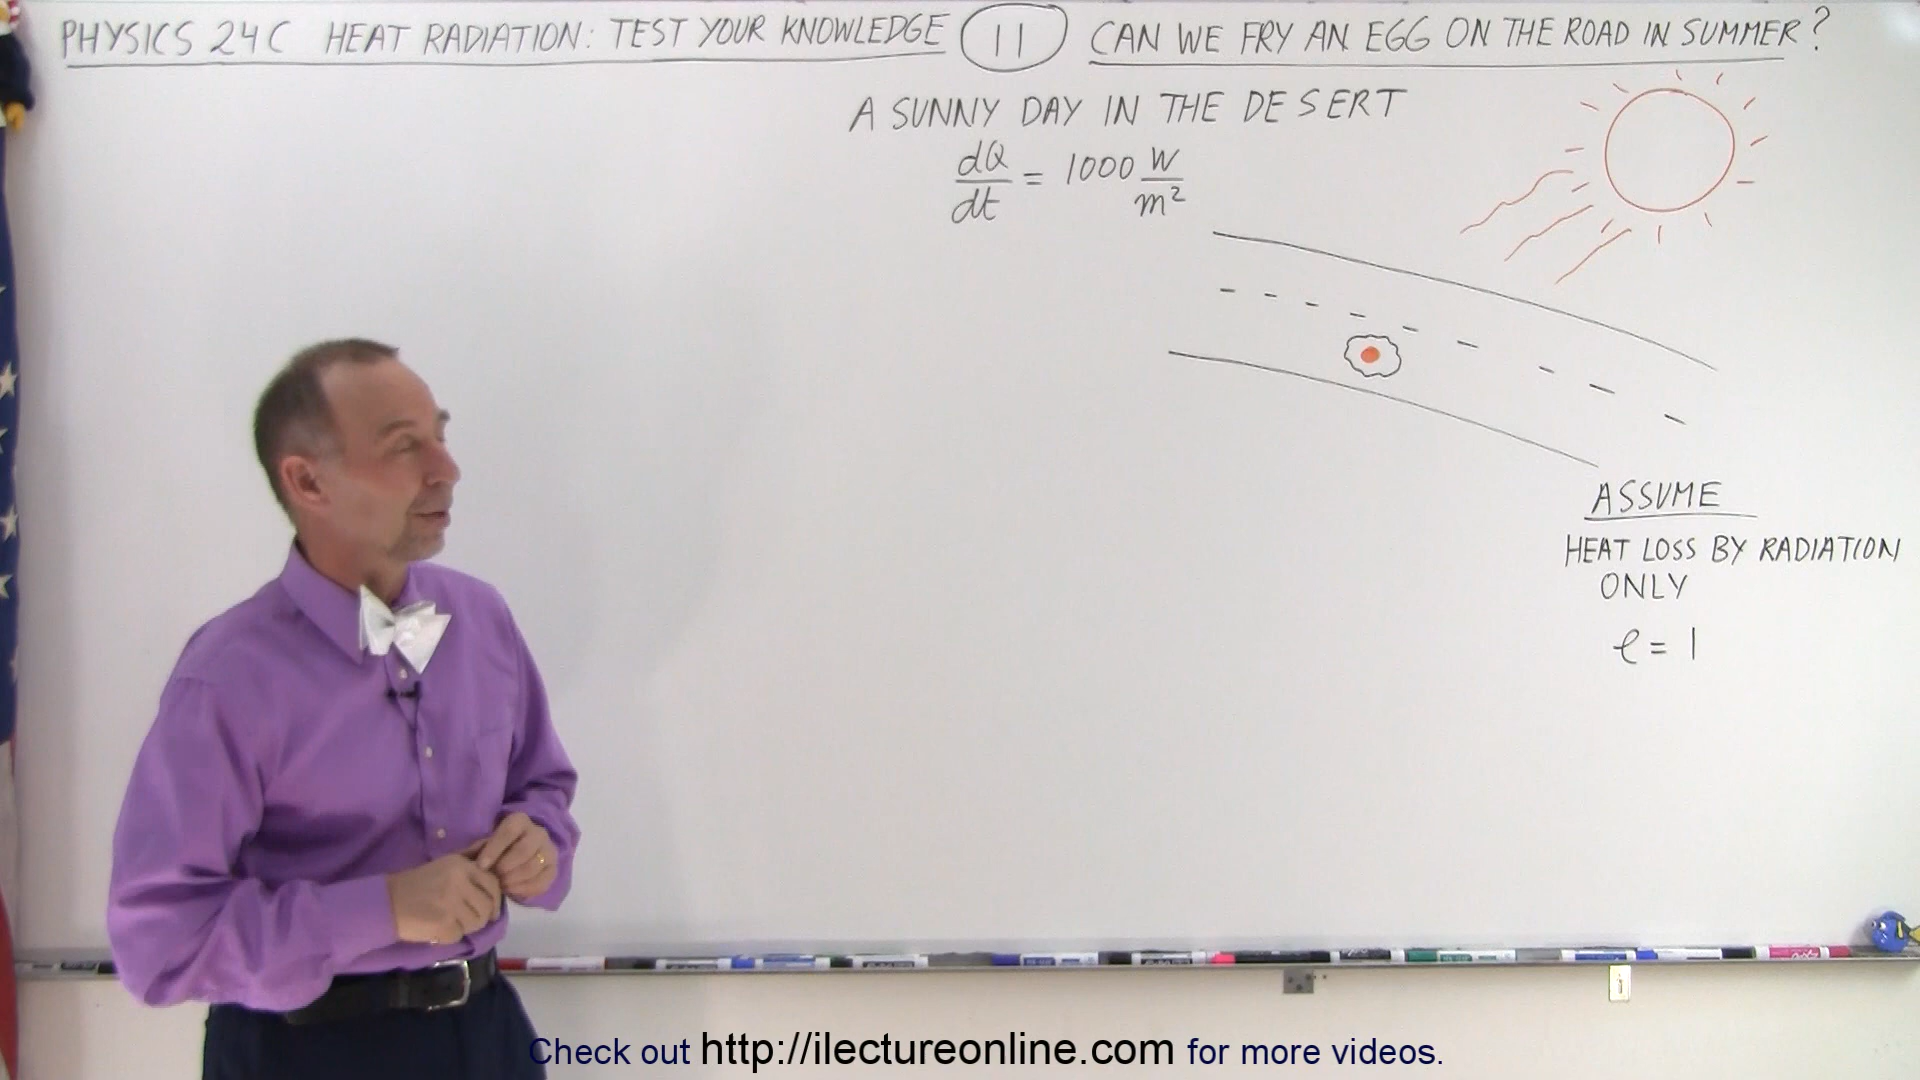 PHYSICS 24C HEAT RADIATION: TEST YOUR KNOWLEDGE 11 CAN WE FRY AN EGG ON THE ROAD IN SUMMER?
A SUNNY DAY IN THE DESERT
dQ/dt = 1000 W/m²
ASSUME
HEAT LOSS BY RADIATION
ONLY
e = 1
Check out http://ilectureonline.com for more videos.